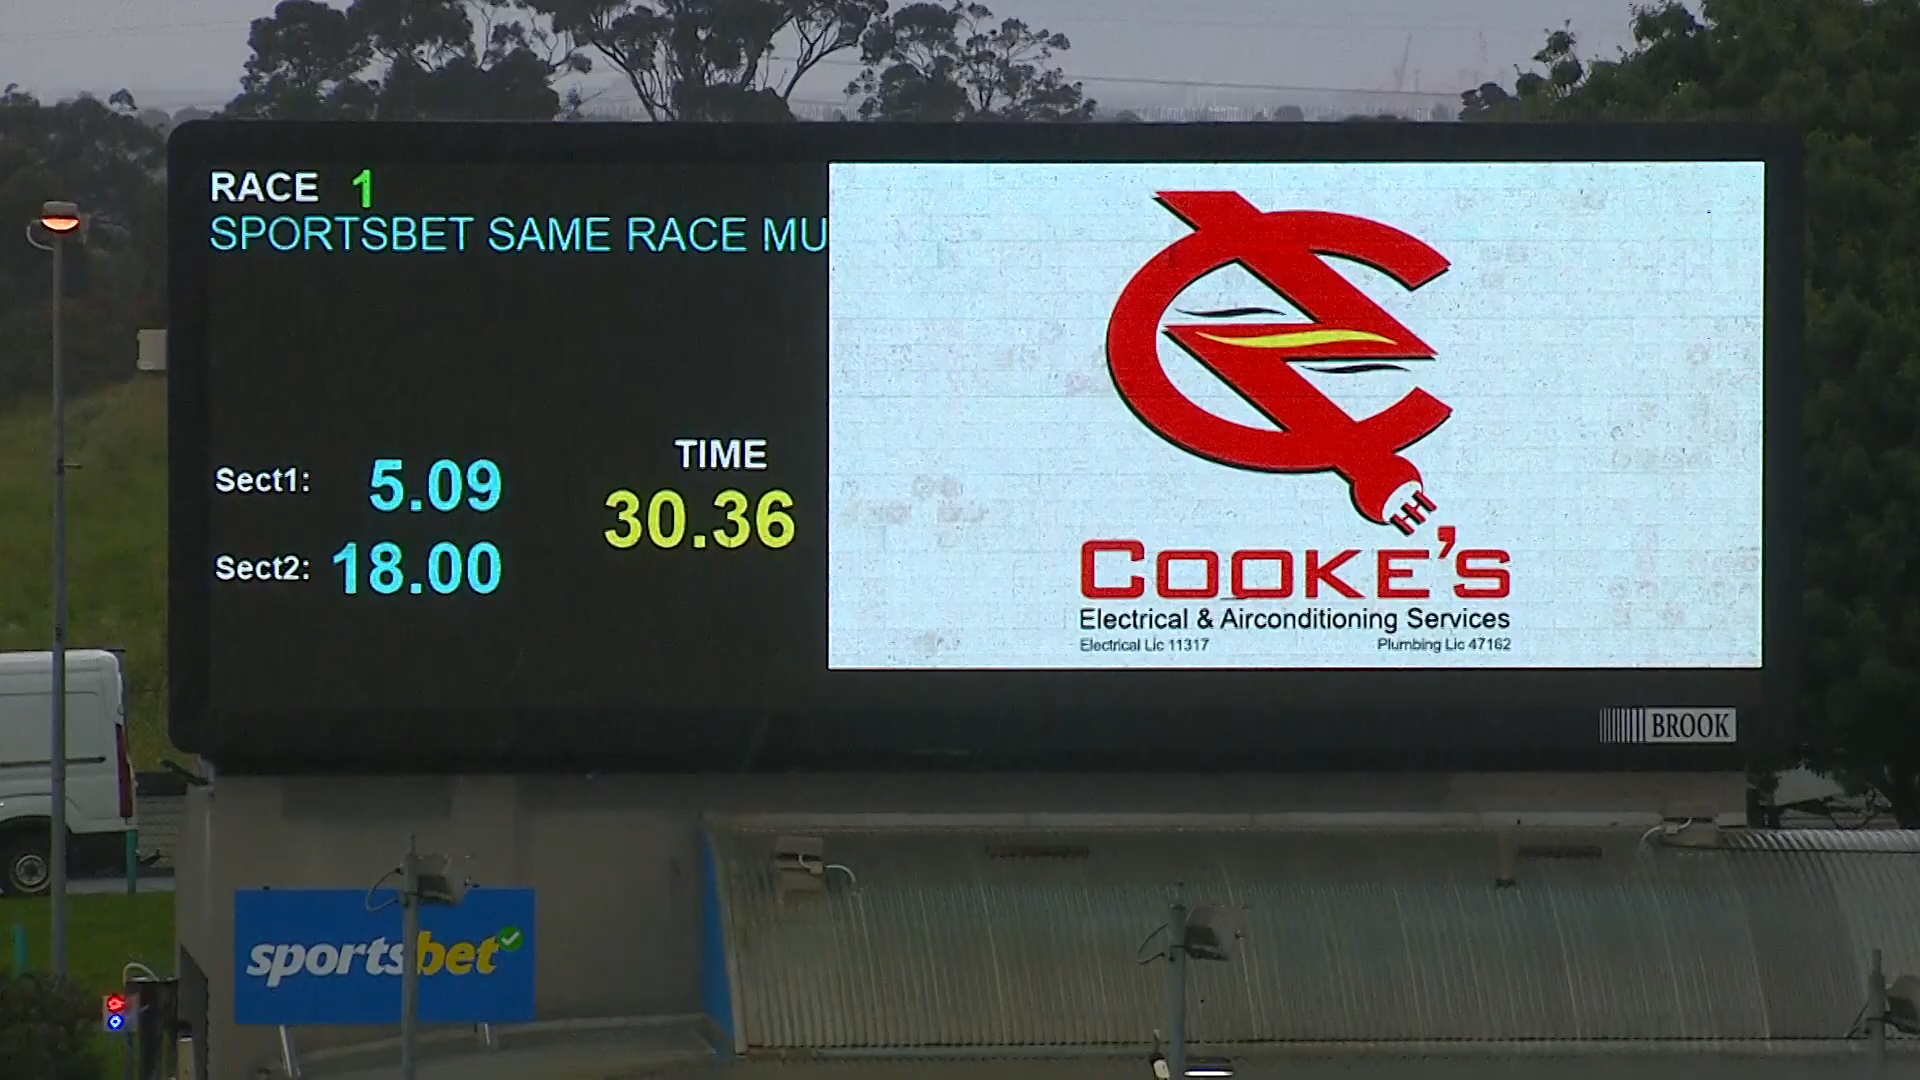 RACE 1
SPORTSBET SAME RACE MU
Sect1: 5.09
TIME
30.36
Sect2: 18.00
COOKE'S
Electrical & Airconditioning Services
Electrical Lic 11317 Plumbing Lic 47162
BROOK
sportsbet